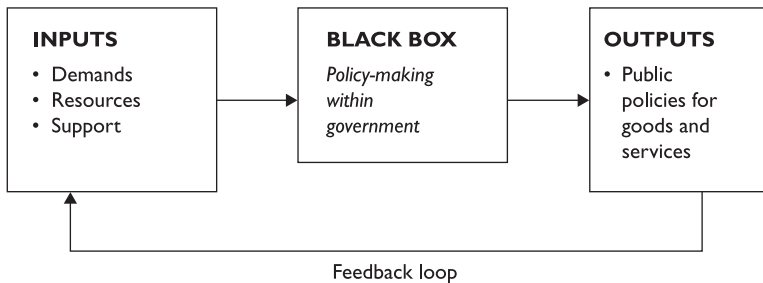 INPUTS
• Demands
• Resources
• Support
BLACK BOX
Policy-making
within
government
OUTPUTS
• Public
policies for
goods and
services
Feedback loop